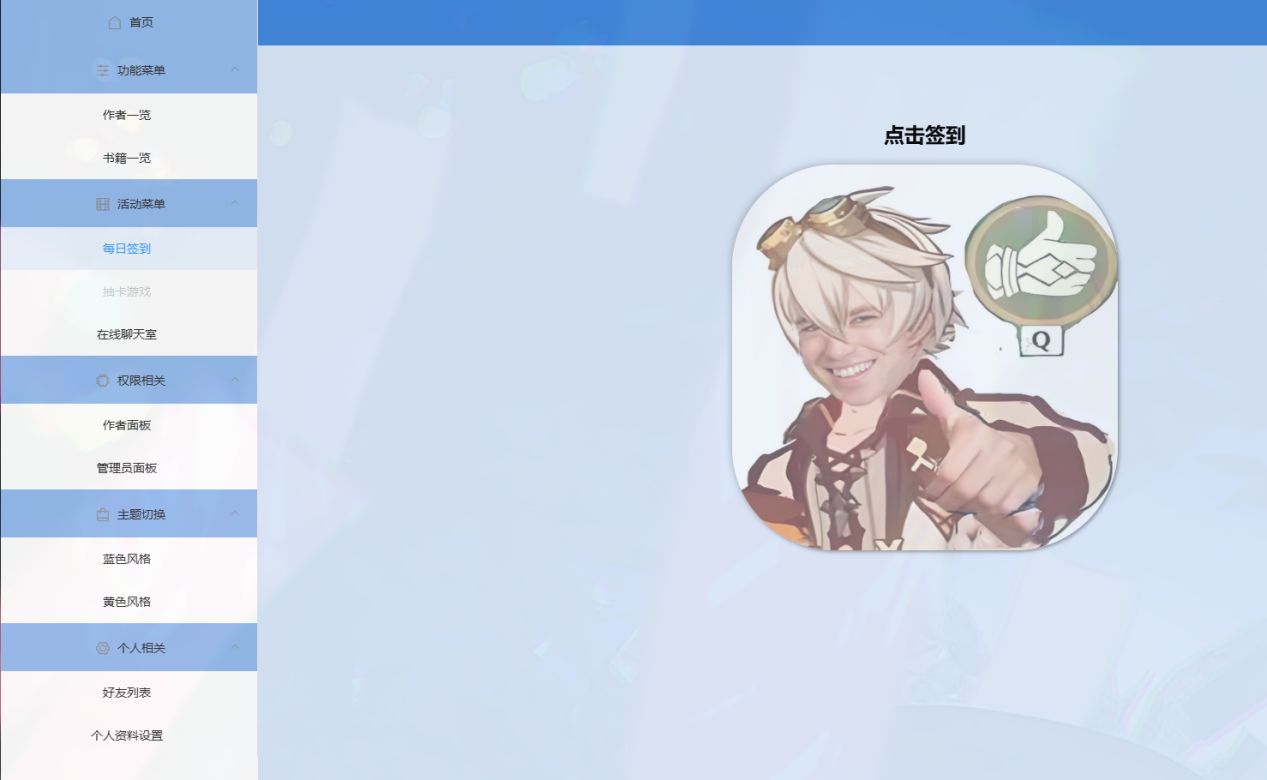 首页
功能菜单
作者一览
书籍一览
活动菜单
每日签到
抽卡游戏
在线聊天室
权限相关
作者面板
管理员面板
主题切换
蓝色风格
黄色风格
个人相关
好友列表
个人资料设置
点击签到
Q